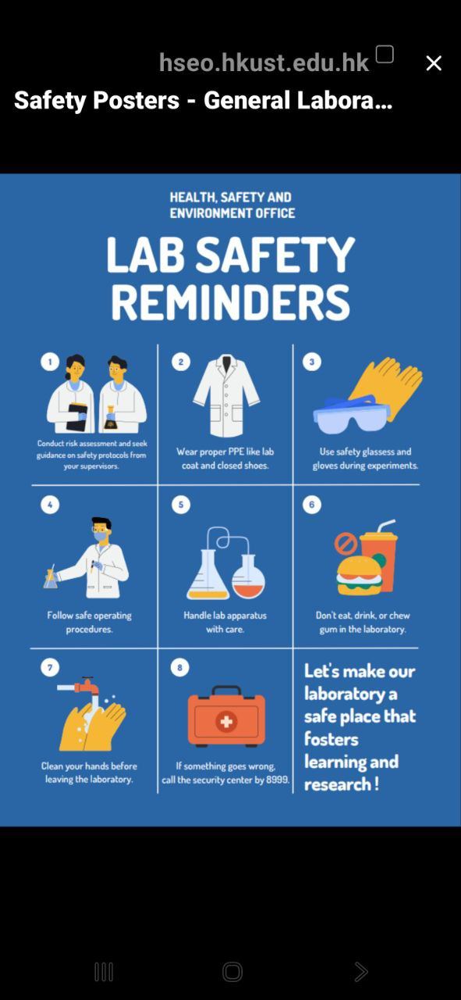 hseo.hkust.edu.hk
Safety Posters - General Labora...
HEALTH, SAFETY AND
ENVIRONMENT OFFICE
LAB SAFETY
REMINDERS
1
Conduct risk assessment and seek
guidance on safety protocols from
your supervisors.
2
Wear proper PPE like lab
coat and closed shoes.
3
Use safety glassess and
gloves during experiments.
4
Follow safe operating
procedures.
5
Handle lab apparatus
with care.
6
Don't eat, drink, or chew
gum in the laboratory.
7
Clean your hands before
leaving the laboratory.
8
If something goes wrong,
call the security center by 8999.
Let's make our
laboratory a
safe place that
fosters
learning and
research !